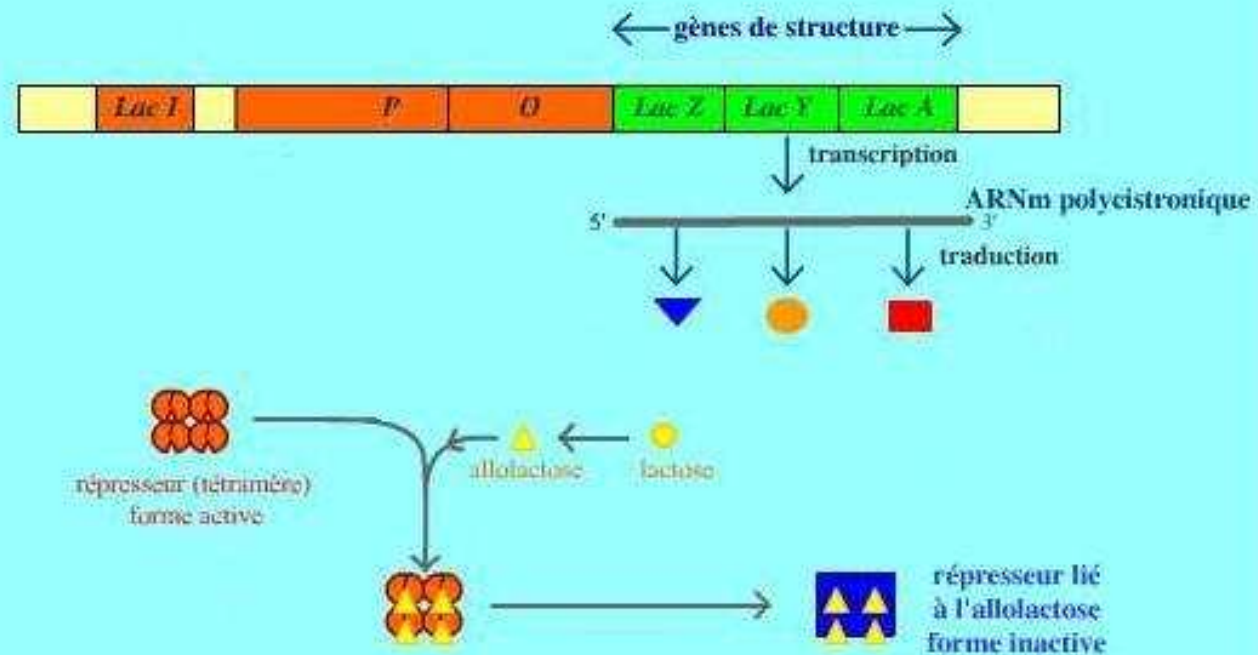 gènes de structure
Lac I P O Lac Z Lac Y Lac A
transcription
ARNm polycistronique
5' 3'
traduction
allolactose lactose
répresseur (tétramère)
forme active
répresseur lié
à l'allolactose
forme inactive